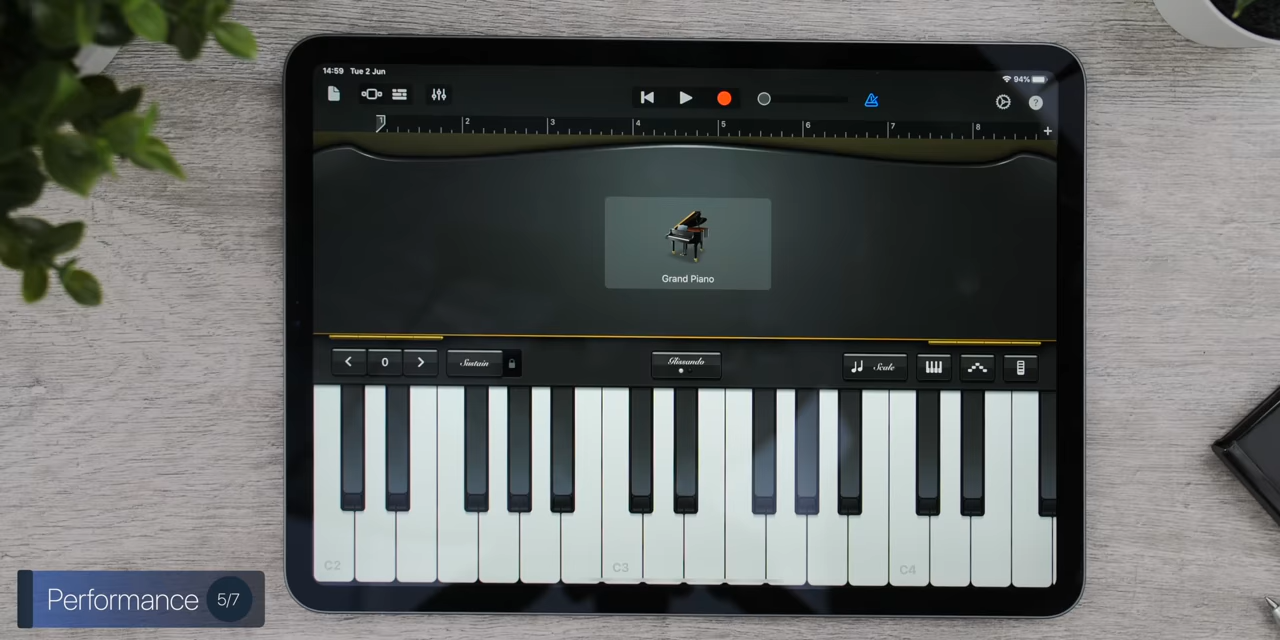 14:59 Tue 2 Jun
94%
1 2 3 4 5 6 7 8 +
?
Grand Piano
< 0 >
Sustain
Glissando
Scale
C2 C3 C4
Performance 5/7